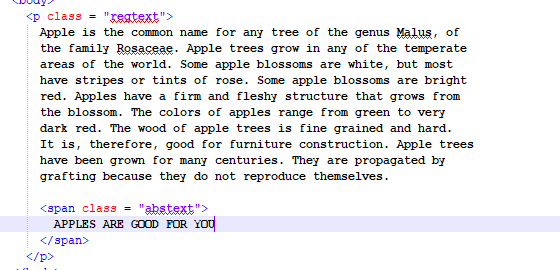 <body>
<p class = "regtext">
Apple is the common name for any tree of the genus Malus, of
the family Rosaceae. Apple trees grow in any of the temperate
areas of the world. Some apple blossoms are white, but most
have stripes or tints of rose. Some apple blossoms are bright
red. Apples have a firm and fleshy structure that grows from
the blossom. The colors of apples range from green to very
dark red. The wood of apple trees is fine grained and hard.
It is, therefore, good for furniture construction. Apple trees
have been grown for many centuries. They are propagated by
grafting because they do not reproduce themselves.
<span class = "abstext">
APPLES ARE GOOD FOR YOU
</span>
</p>